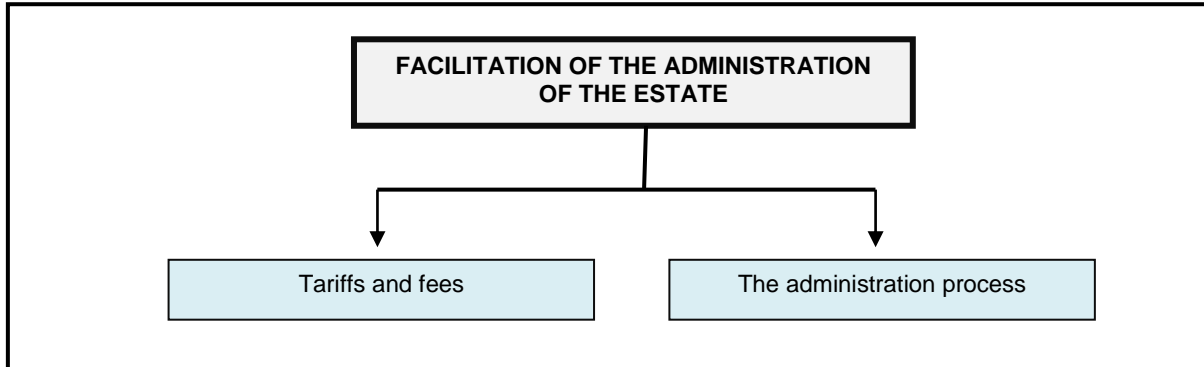 FACILITATION OF THE ADMINISTRATION
OF THE ESTATE
Tariffs and fees
The administration process